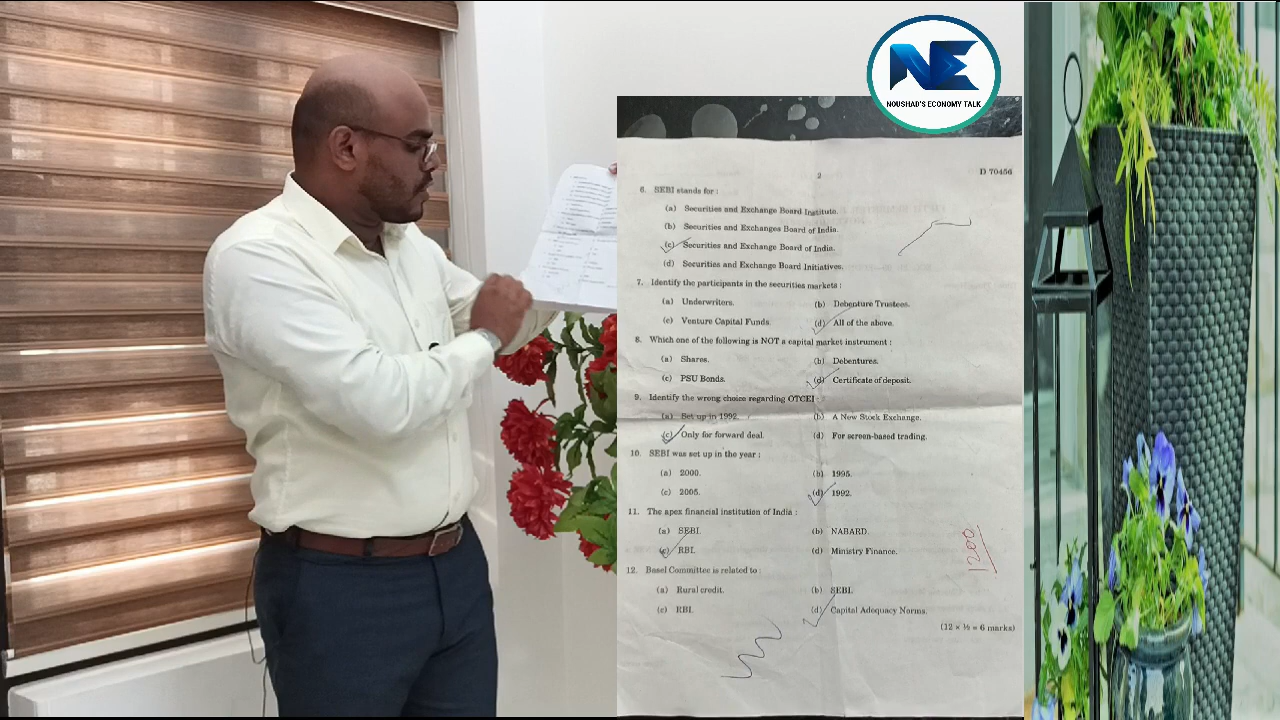 NE
NOUSHAD'S ECONOMY TALK
2
D 70456
6. SEBI stands for :
(a) Securities and Exchange Board Institute.
(b) Securities and Exchanges Board of India.
(c) Securities and Exchange Board of India.
(d) Securities and Exchange Board Initiatives.
7. Identify the participants in the securities markets :
(a) Underwriters. (b) Debenture Trustees.
(c) Venture Capital Funds. (d) All of the above.
8. Which one of the following is NOT a capital market instrument :
(a) Shares. (b) Debentures.
(c) PSU Bonds. (d) Certificate of deposit.
9. Identify the wrong choice regarding OTCEI :
(a) Set up in 1992. (b) A New Stock Exchange.
(c) Only for forward deal. (d) For screen-based trading.
10. SEBI was set up in the year :
(a) 2000. (b) 1995.
(c) 2005. (d) 1992.
11. The apex financial institution of India :
(a) SEBI. (b) NABARD.
(c) RBI. (d) Ministry Finance.
1200
12. Basel Committee is related to :
(a) Rural credit. (b) SEBI.
(c) RBI. (d) Capital Adequacy Norms.
(12 × ½ = 6 marks)